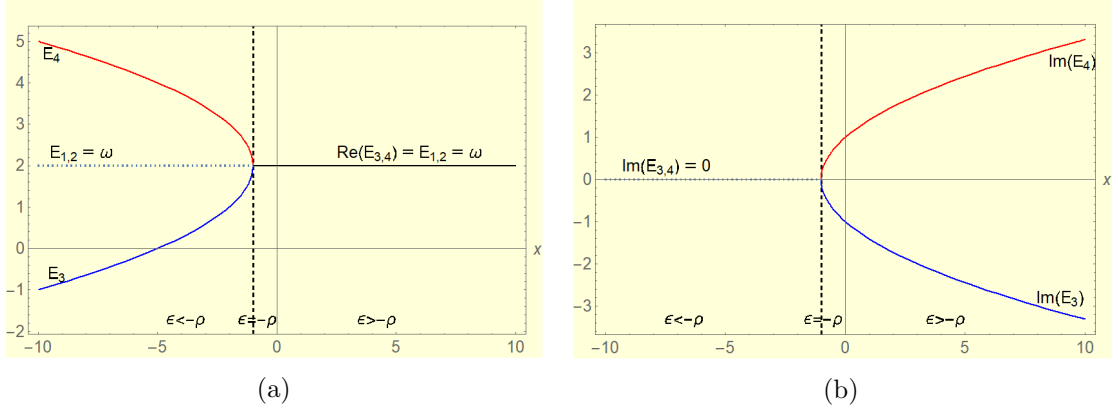 5
E₄
4
3
E₁,₂ = ω
Re(E₃,₄) = E₁,₂ = ω
2
1
0
x
E₃
−1
ϵ<-ρ
ϵ=-ρ
ϵ>-ρ
−2
−10
−5
0
5
10
(a)
3
Im(E₄)
2
1
Im(E₃,₄) = 0
0
x
−1
−2
−3
Im(E₃)
ϵ<-ρ
ϵ=-ρ
ϵ>-ρ
−10
−5
0
5
10
(b)